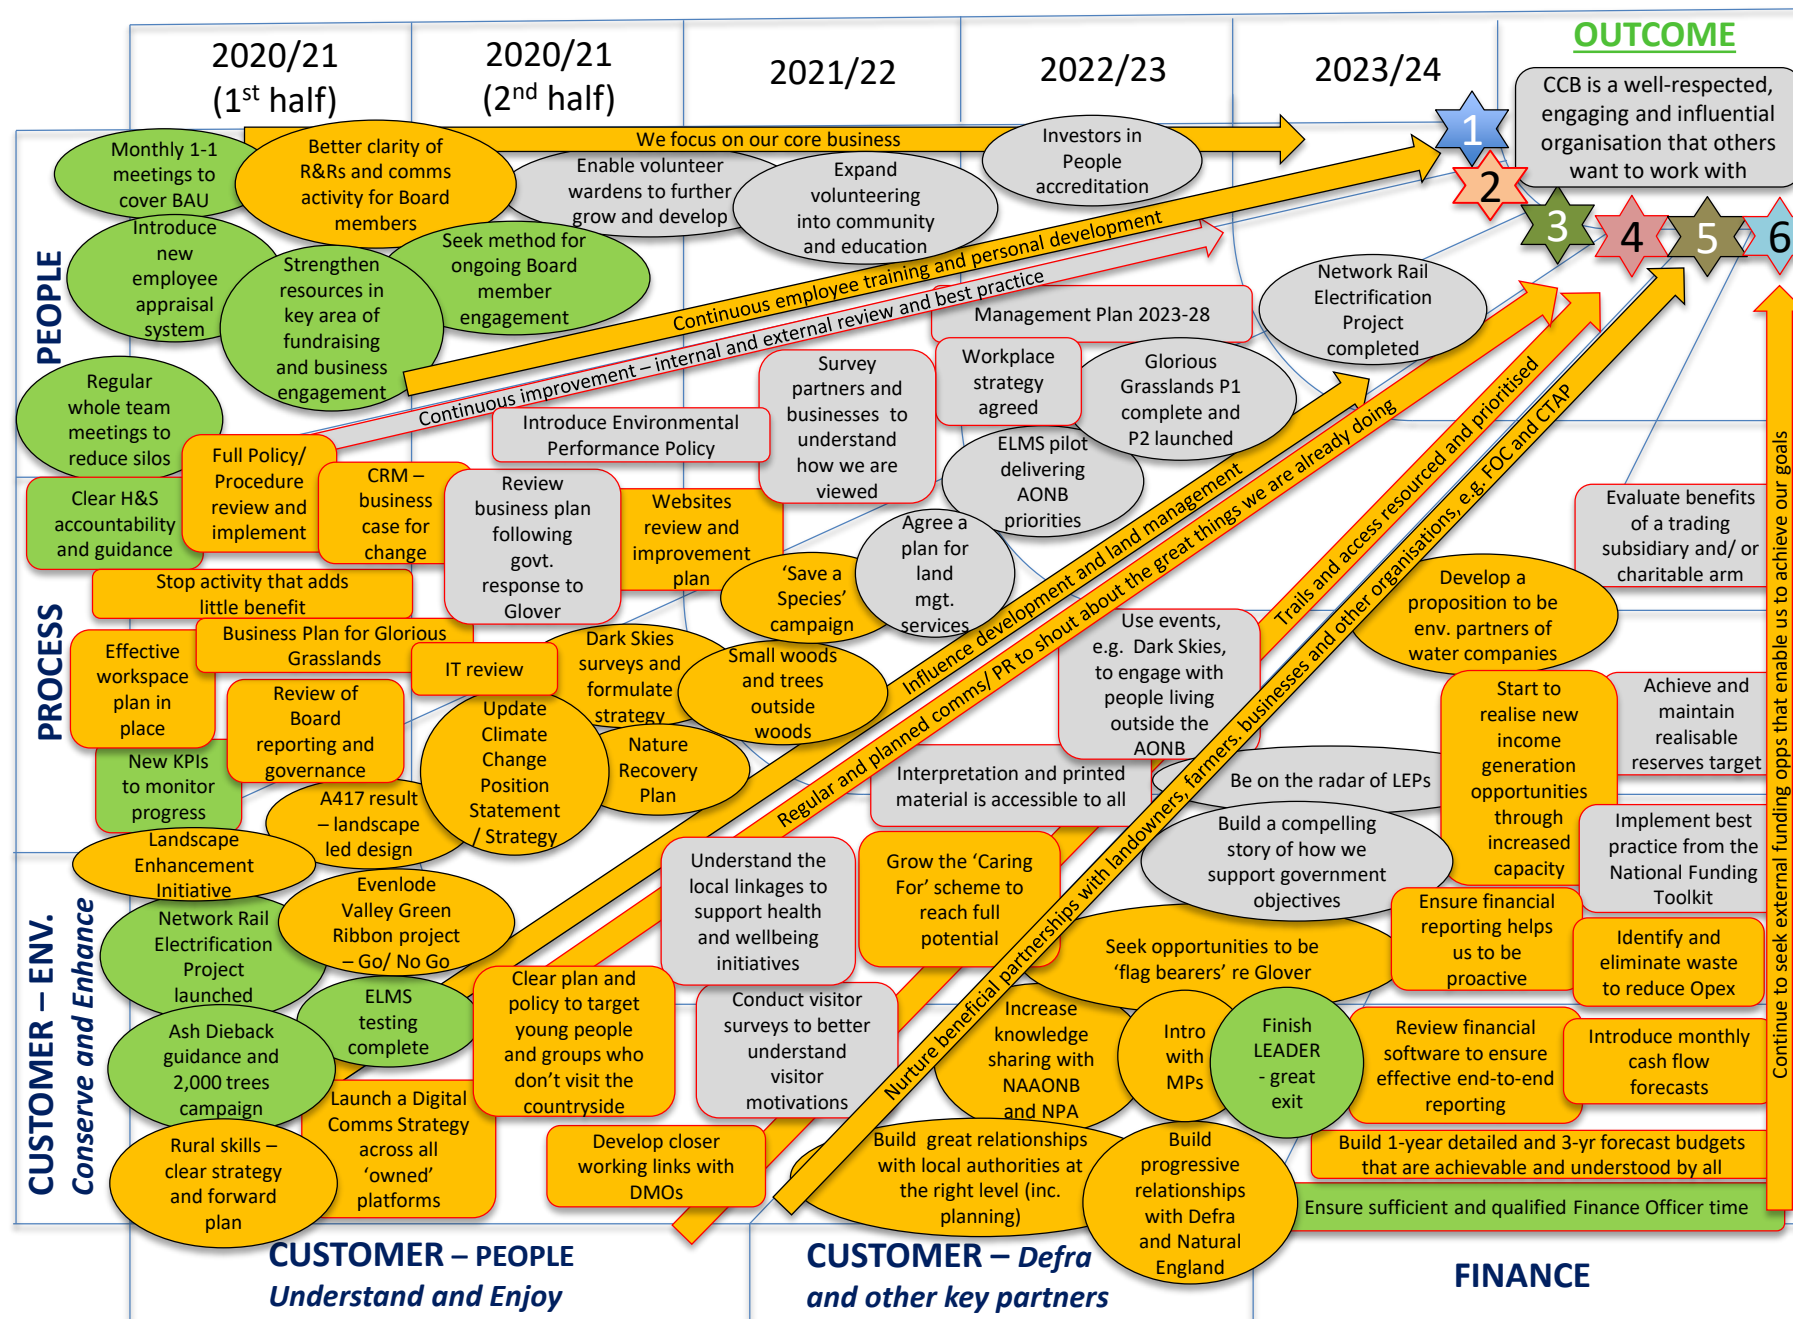 OUTCOME
2020/21
(1st half)
2020/21
(2nd half)
2021/22
2022/23
2023/24
CCB is a well-respected,
engaging and influential
organisation that others
want to work with
1
2
3
4
5
6
PEOPLE
Monthly 1-1
meetings to
cover BAU
Better clarity of
R&Rs and comms
activity for Board
members
We focus on our core business
Enable volunteer
wardens to further
grow and develop
Expand
volunteering
into community
and education
Investors in
People
accreditation
Introduce
new
employee
appraisal
system
Strengthen
resources in
key area of
fundraising
and business
engagement
Seek method for
ongoing Board
member
engagement
Continuous employee training and personal development
Continuous improvement – internal and external review and best practice
Network Rail
Electrification
Project
completed
Management Plan 2023-28
Regular
whole team
meetings to
reduce silos
Survey
partners and
businesses to
understand
how we are
viewed
Workplace
strategy
agreed
Glorious
Grasslands P1
complete and
P2 launched
Introduce Environmental
Performance Policy
ELMS pilot
delivering
AONB
priorities
PROCESS
Clear H&S
accountability
and guidance
Full Policy/
Procedure
review and
implement
CRM –
business
case for
change
Review
business plan
following
govt.
response to
Glover
Websites
review and
improvement
plan
Agree a
plan for
land
mgt.
services
‘Save a
Species’
campaign
Evaluate benefits
of a trading
subsidiary and/ or
charitable arm
Stop activity that adds
little benefit
Business Plan for Glorious
Grasslands
Effective
workspace
plan in
place
IT review
Dark Skies
surveys and
formulate
strategy
Small woods
and trees
outside
woods
Influence development and land management
Regular and planned comms/ PR to shout about the great things we are already doing
Trails and access resourced and prioritised
Nurture beneficial partnerships with landowners, farmers. businesses and other organisations, e.g. FOC and CTAP
Continue to seek external funding opps that enable us to achieve our goals
Use events,
e.g. Dark Skies,
to engage with
people living
outside the
AONB
Develop a
proposition to be
env. partners of
water companies
Review of
Board
reporting and
governance
Update
Climate
Change
Position
Statement
/ Strategy
Nature
Recovery
Plan
Start to
realise new
income
generation
opportunities
through
increased
capacity
Achieve and
maintain
realisable
reserves target
New KPIs
to monitor
progress
A417 result
– landscape
led design
Interpretation and printed
material is accessible to all
Be on the radar of LEPs
Build a compelling
story of how we
support government
objectives
Implement best
practice from the
National Funding
Toolkit
CUSTOMER – ENV.
Conserve and Enhance
Landscape
Enhancement
Initiative
Evenlode
Valley Green
Ribbon project
– Go/ No Go
Understand the
local linkages to
support health
and wellbeing
initiatives
Grow the ‘Caring
For’ scheme to
reach full
potential
Ensure financial
reporting helps
us to be
proactive
Identify and
eliminate waste
to reduce Opex
Network Rail
Electrification
Project
launched
Seek opportunities to be
‘flag bearers’ re Glover
ELMS
testing
complete
Clear plan and
policy to target
young people
and groups who
don’t visit the
countryside
Conduct visitor
surveys to better
understand
visitor
motivations
Increase
knowledge
sharing with
NAAONB
and NPA
Intro
with
MPs
Finish
LEADER
- great
exit
Review financial
software to ensure
effective end-to-end
reporting
Introduce monthly
cash flow
forecasts
Ash Dieback
guidance and
2,000 trees
campaign
Launch a Digital
Comms Strategy
across all
‘owned’
platforms
Rural skills –
clear strategy
and forward
plan
Develop closer
working links with
DMOs
Build great relationships
with local authorities at
the right level (inc.
planning)
Build
progressive
relationships
with Defra
and Natural
England
Build 1-year detailed and 3-yr forecast budgets
that are achievable and understood by all
Ensure sufficient and qualified Finance Officer time
CUSTOMER – PEOPLE
Understand and Enjoy
CUSTOMER – Defra
and other key partners
FINANCE